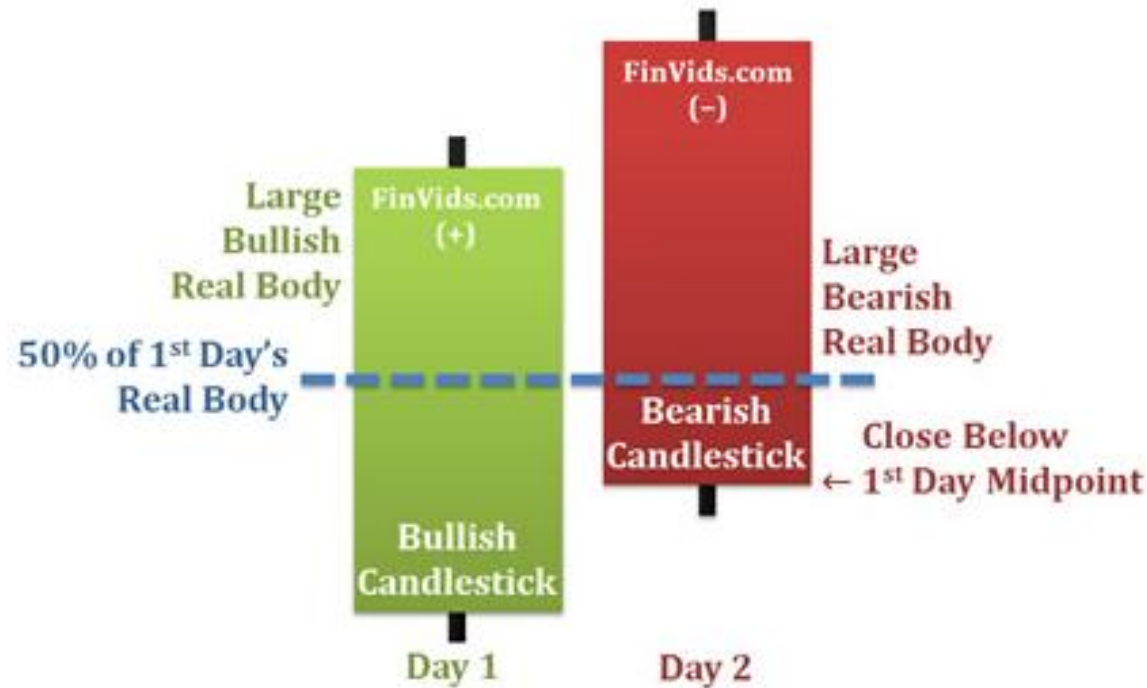 FinVids.com
(–)
FinVids.com
(+)
Large
Bullish
Real Body
Large
Bearish
Real Body
50% of 1st Day's
Real Body
Bearish
Candlestick
Close Below
← 1st Day Midpoint
Bullish
Candlestick
Day 1
Day 2